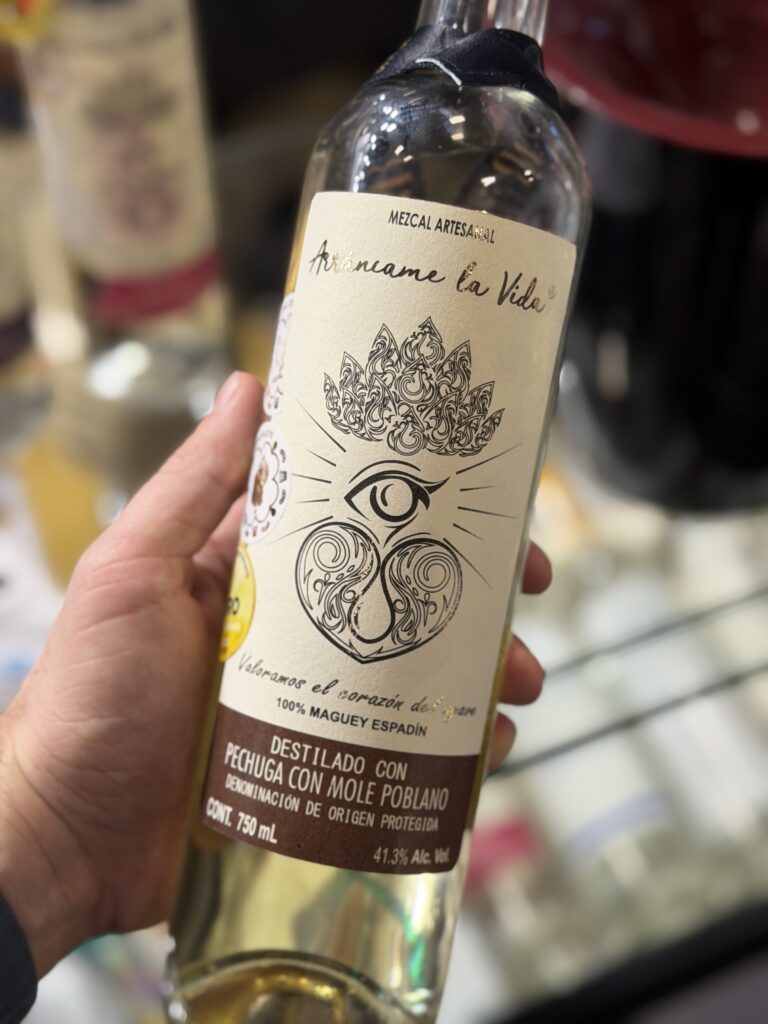 MEZCAL ARTESANAL
Arráncame la Vida
Valoramos el corazón del agave
100% MAGUEY ESPADÍN
DESTILADO CON
PECHUGA CON MOLE POBLANO
DENOMINACIÓN DE ORIGEN PROTEGIDA
CONT. 750 mL
41.3% Alc. Vol.